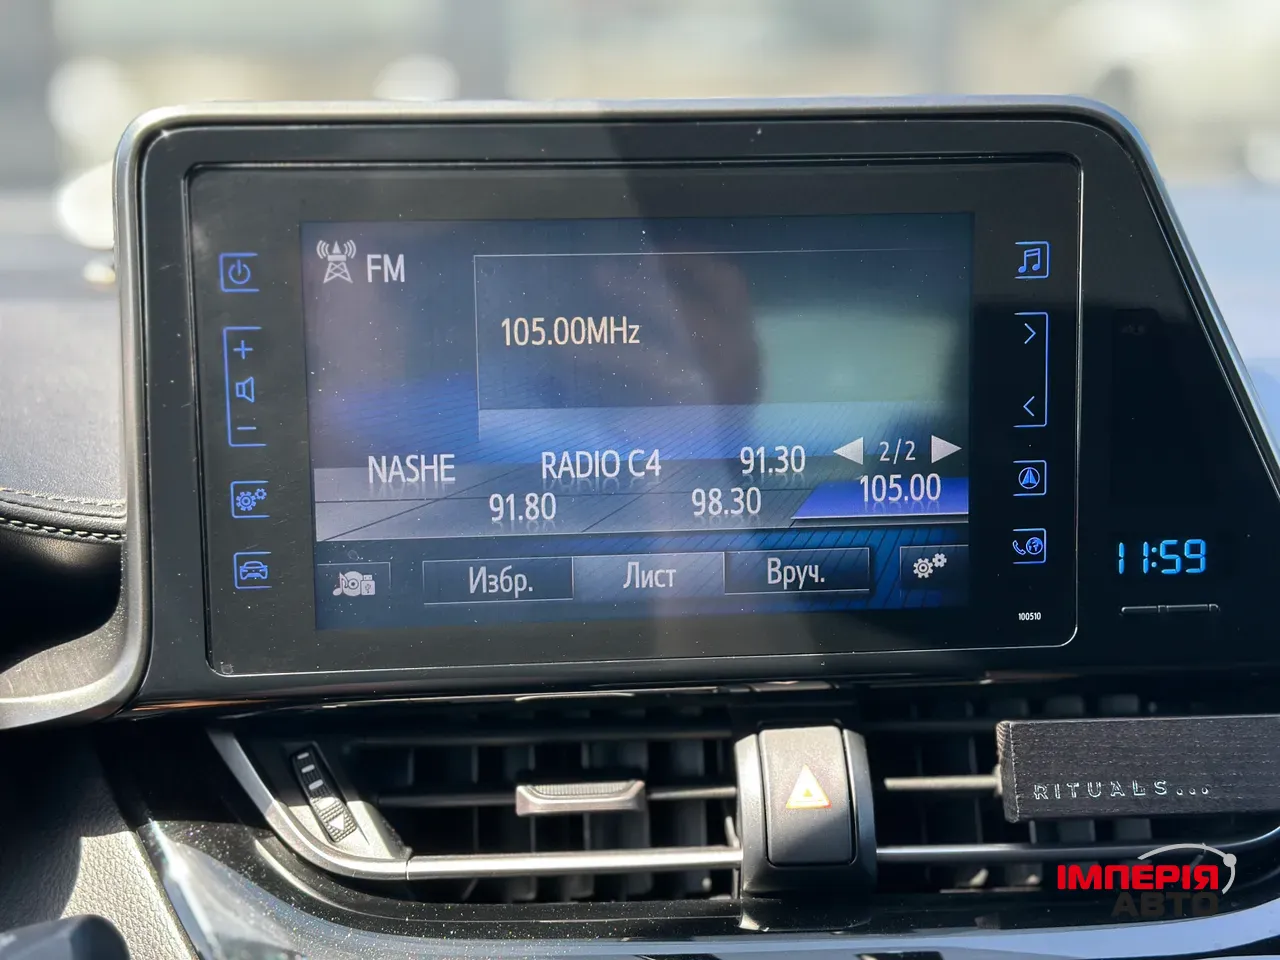 FM
105.00MHz
NASHE RADIO C4 91.30 2/2
91.80 98.30 105.00
Избр. Лист Вруч.
100510
11:59
RITUALS...
ІМПЕРІЯ
АВТО